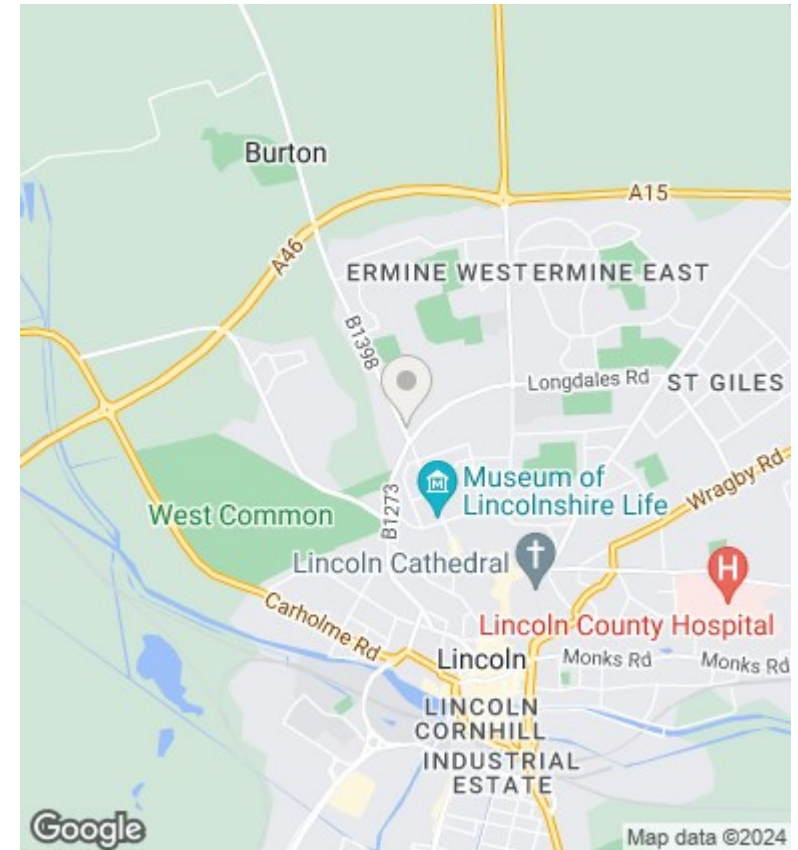 Burton
A15
A46
ERMINE WEST
ERMINE EAST
B1398
Longdales Rd
ST GILES
Museum of
Lincolnshire Life
Wragby Rd
West Common
B1273
Lincoln Cathedral
H
Lincoln County Hospital
Carholme Rd
Lincoln
Monks Rd
Monks Rd
LINCOLN
CORNHILL
INDUSTRIAL
ESTATE
Google
Map data ©2024